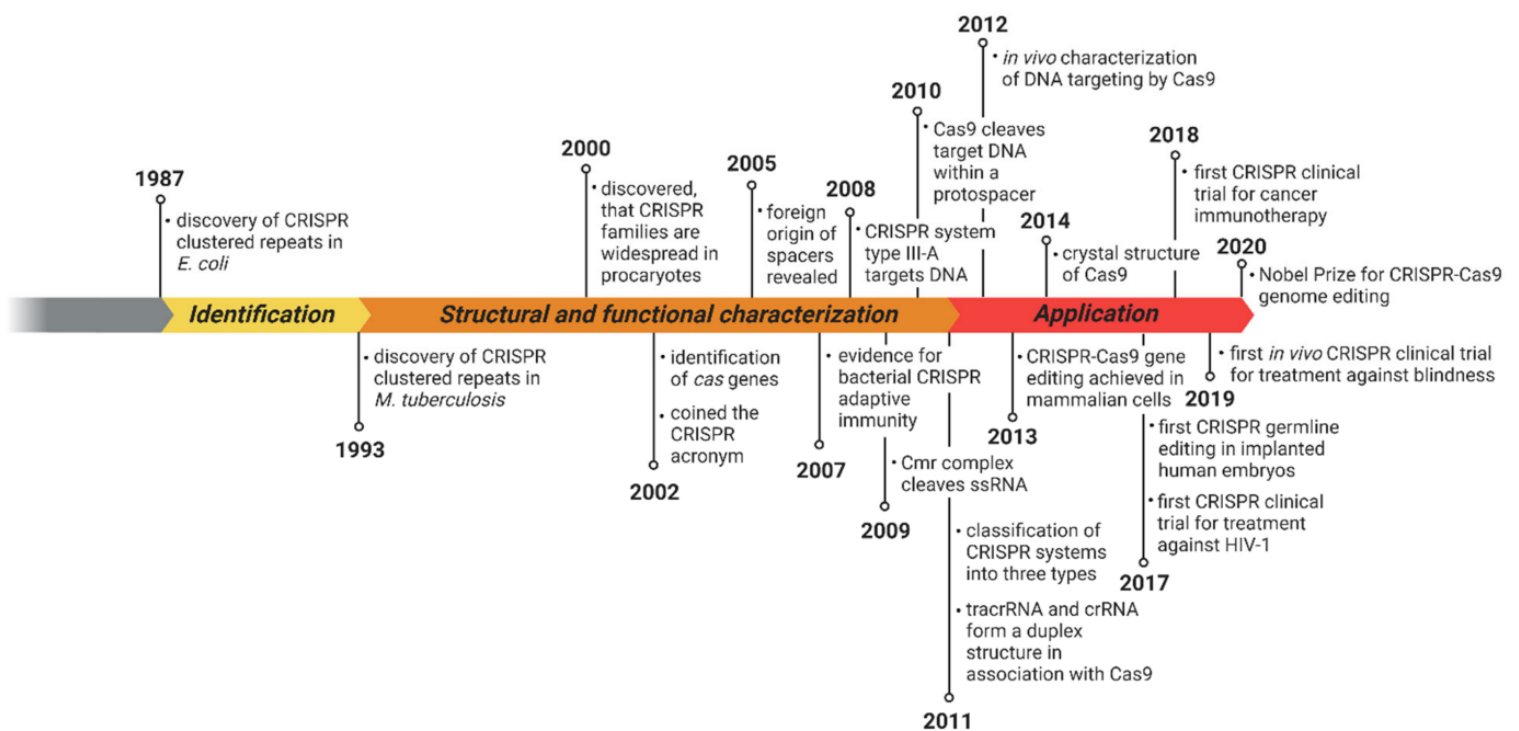 1987
• discovery of CRISPR
clustered repeats in
E. coli
Identification
• discovery of CRISPR
clustered repeats in
M. tuberculosis
1993
2000
• discovered,
that CRISPR
families are
widespread in
procaryotes
Structural and functional characterization
• identification
of cas genes
• coined the
CRISPR
acronym
2002
2005
• foreign
origin of
spacers
revealed
• evidence for
bacterial CRISPR
adaptive
immunity
2007
2008
• CRISPR system
type III-A
targets DNA
• Cmr complex
cleaves ssRNA
2009
2010
• Cas9 cleaves
target DNA
within a
protospacer
• classification of
CRISPR systems
into three types
• tracrRNA and crRNA
form a duplex
structure in
association with Cas9
2011
2012
• in vivo characterization
of DNA targeting by Cas9
Application
• CRISPR-Cas9 gene
editing achieved in
mammalian cells
2013
2014
• crystal structure
of Cas9
• first CRISPR germline
editing in implanted
human embryos
• first CRISPR clinical
trial for treatment
against HIV-1
2017
2018
• first CRISPR clinical
trial for cancer
immunotherapy
• first in vivo CRISPR clinical trial
for treatment against blindness
2019
2020
• Nobel Prize for CRISPR-Cas9
genome editing